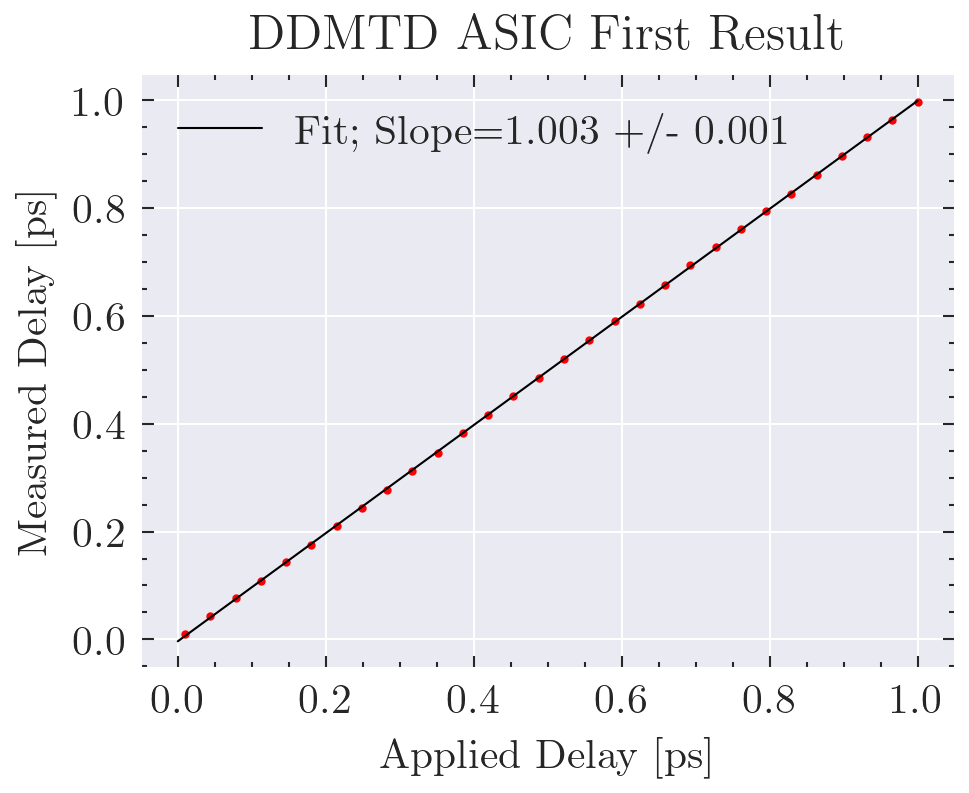 DDMTD ASIC First Result
Fit; Slope=1.003 +/- 0.001
Measured Delay [ps]
1.0
0.8
0.6
0.4
0.2
0.0
0.0 0.2 0.4 0.6 0.8 1.0
Applied Delay [ps]